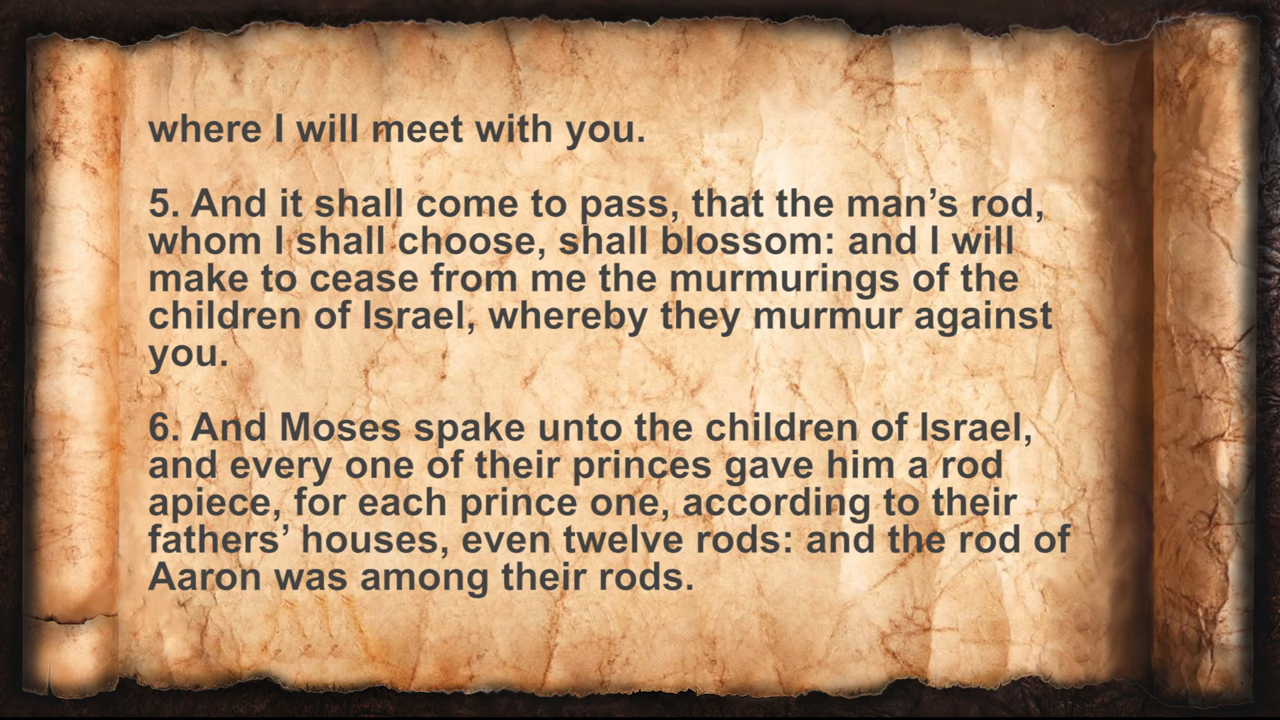 where I will meet with you.
5. And it shall come to pass, that the man’s rod,
whom I shall choose, shall blossom: and I will
make to cease from me the murmurings of the
children of Israel, whereby they murmur against
you.
6. And Moses spake unto the children of Israel,
and every one of their princes gave him a rod
apiece, for each prince one, according to their
fathers’ houses, even twelve rods: and the rod of
Aaron was among their rods.